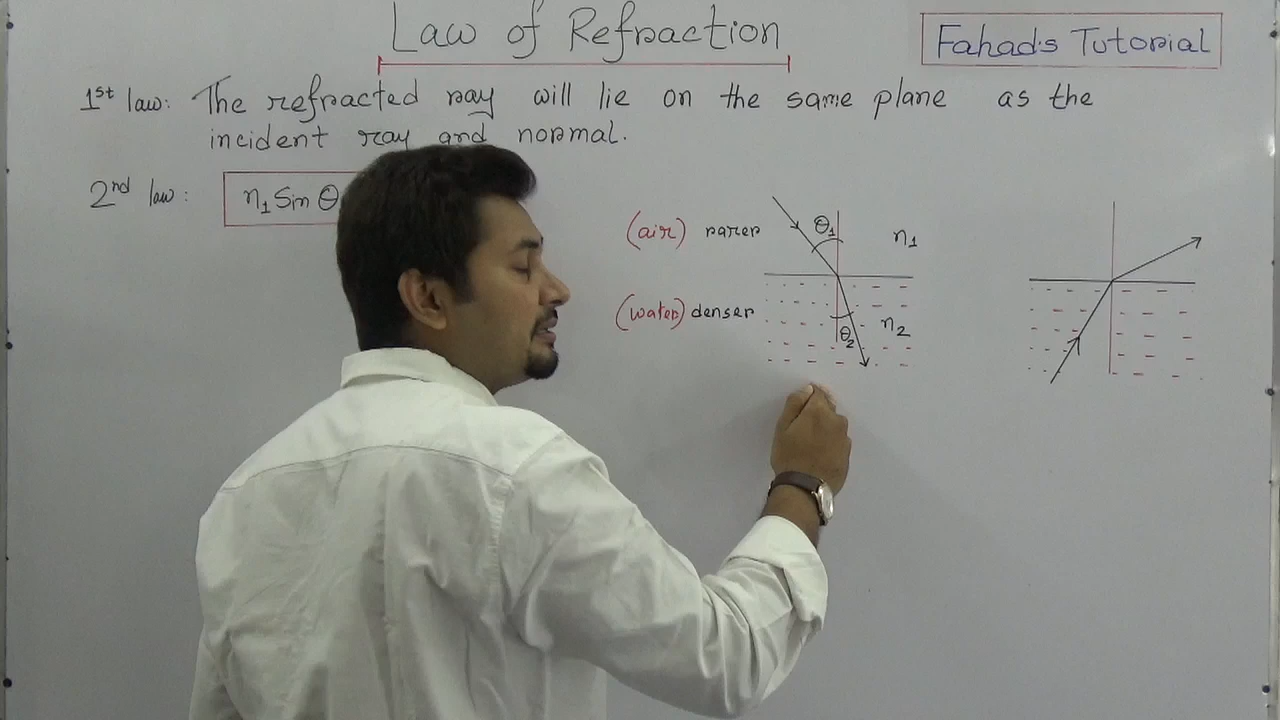 Law of Refraction
Fahad's Tutorial
1st law: The refracted ray will lie on the same plane as the
incident ray and normal.
2nd law: n1 Sin θ
(air) rarer θ1 n1
(water) denser θ2 n2